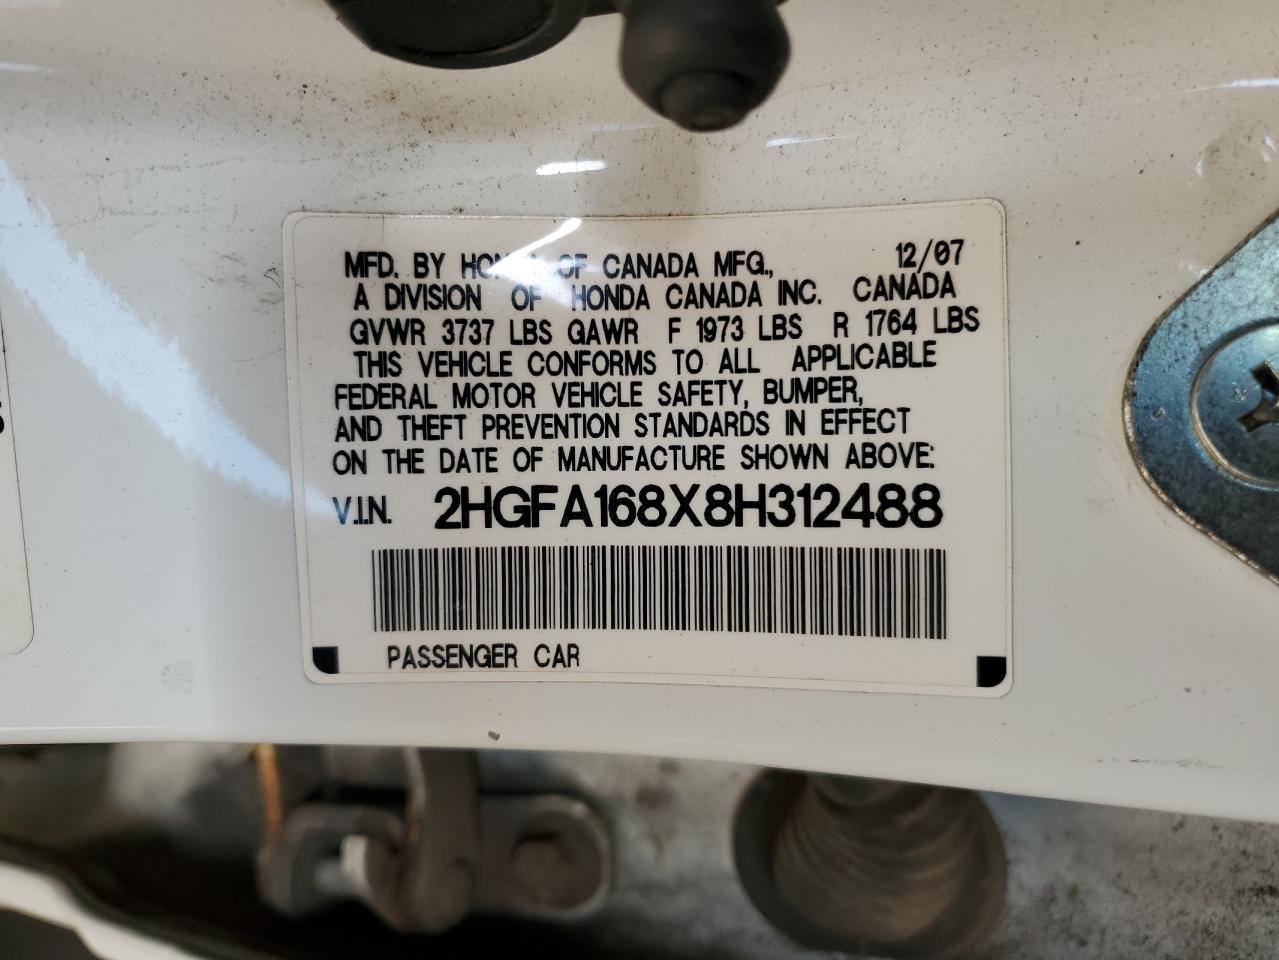 MFD. BY HONDA OF CANADA MFG., 12/07
A DIVISION OF HONDA CANADA INC. CANADA
GVWR 3737 LBS GAWR F 1973 LBS R 1764 LBS
THIS VEHICLE CONFORMS TO ALL APPLICABLE
FEDERAL MOTOR VEHICLE SAFETY, BUMPER,
AND THEFT PREVENTION STANDARDS IN EFFECT
ON THE DATE OF MANUFACTURE SHOWN ABOVE:
V.I.N. 2HGFA168X8H312488
PASSENGER CAR